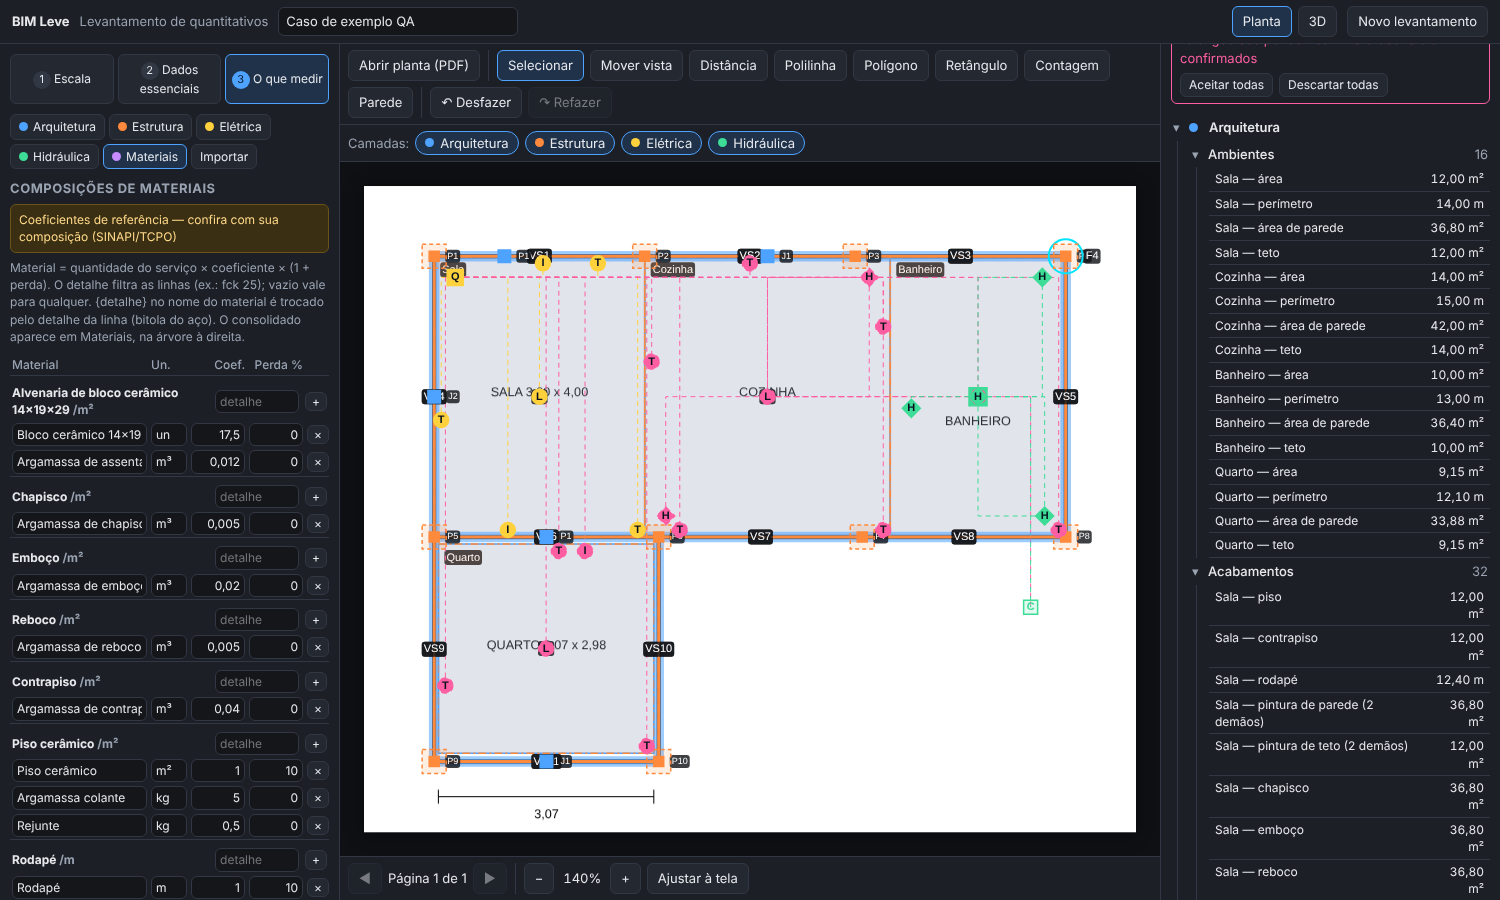 BIM Leve Levantamento de quantitativos Caso de exemplo QA Planta 3D Novo levantamento
1 Escala
2 Dados essenciais
3 O que medir
Arquitetura Estrutura Elétrica
Hidráulica Materiais Importar
COMPOSIÇÕES DE MATERIAIS
Coeficientes de referência — confira com sua
composição (SINAPI/TCPO)
Material = quantidade do serviço × coeficiente × (1 +
perda). O detalhe filtra as linhas (ex.: fck 25); vazio vale
para qualquer. {detalhe} no nome do material é trocado
pelo detalhe da linha (bitola do aço). O consolidado
aparece em Materiais, na árvore à direita.
Material Un. Coef. Perda %
Alvenaria de bloco cerâmico
14×19×29 /m² detalhe +
Bloco cerâmico 14×19 un 17,5 0 ×
Argamassa de assenta m³ 0,012 0 ×
Chapisco /m² detalhe +
Argamassa de chapisc m³ 0,005 0 ×
Emboço /m² detalhe +
Argamassa de emboço m³ 0,02 0 ×
Reboco /m² detalhe +
Argamassa de reboco m³ 0,005 0 ×
Contrapiso /m² detalhe +
Argamassa de contrap m³ 0,04 0 ×
Piso cerâmico /m² detalhe +
Piso cerâmico m² 1 10 ×
Argamassa colante kg 5 0 ×
Rejunte kg 0,5 0 ×
Rodapé /m detalhe +
Rodapé m 1 10 ×
Abrir planta (PDF) Selecionar Mover vista Distância Polilinha Polígono Retângulo Contagem
Parede ↶ Desfazer ↷ Refazer
Camadas: Arquitetura Estrutura Elétrica Hidráulica
P1 P1 I T P2 T J1 P3 VS3 F4
Q Cozinha H Banheiro H
T
T
J2 L COZINHA L H VS5
T H BANHEIRO
H H
P5 I P1 T T VS7 T VS8 T P8
Quarto T I
C
VS9 L VS10
T
T
P9 J1 P10
3,07
◀ Página 1 de 1 ▶ − 140% + Ajustar à tela
confirmados
Aceitar todas Descartar todas
Arquitetura
Ambientes 16
Sala — área 12,00 m²
Sala — perímetro 14,00 m
Sala — área de parede 36,80 m²
Sala — teto 12,00 m²
Cozinha — área 14,00 m²
Cozinha — perímetro 15,00 m
Cozinha — área de parede 42,00 m²
Cozinha — teto 14,00 m²
Banheiro — área 10,00 m²
Banheiro — perímetro 13,00 m
Banheiro — área de parede 36,40 m²
Banheiro — teto 10,00 m²
Quarto — área 9,15 m²
Quarto — perímetro 12,10 m
Quarto — área de parede 33,88 m²
Quarto — teto 9,15 m²
Acabamentos 32
Sala — piso 12,00
m²
Sala — contrapiso 12,00
m²
Sala — rodapé 12,40 m
Sala — pintura de parede (2 36,80
demãos) m²
Sala — pintura de teto (2 demãos) 12,00
m²
Sala — chapisco 36,80
m²
Sala — emboço 36,80
m²
Sala — reboco 36,80
m²